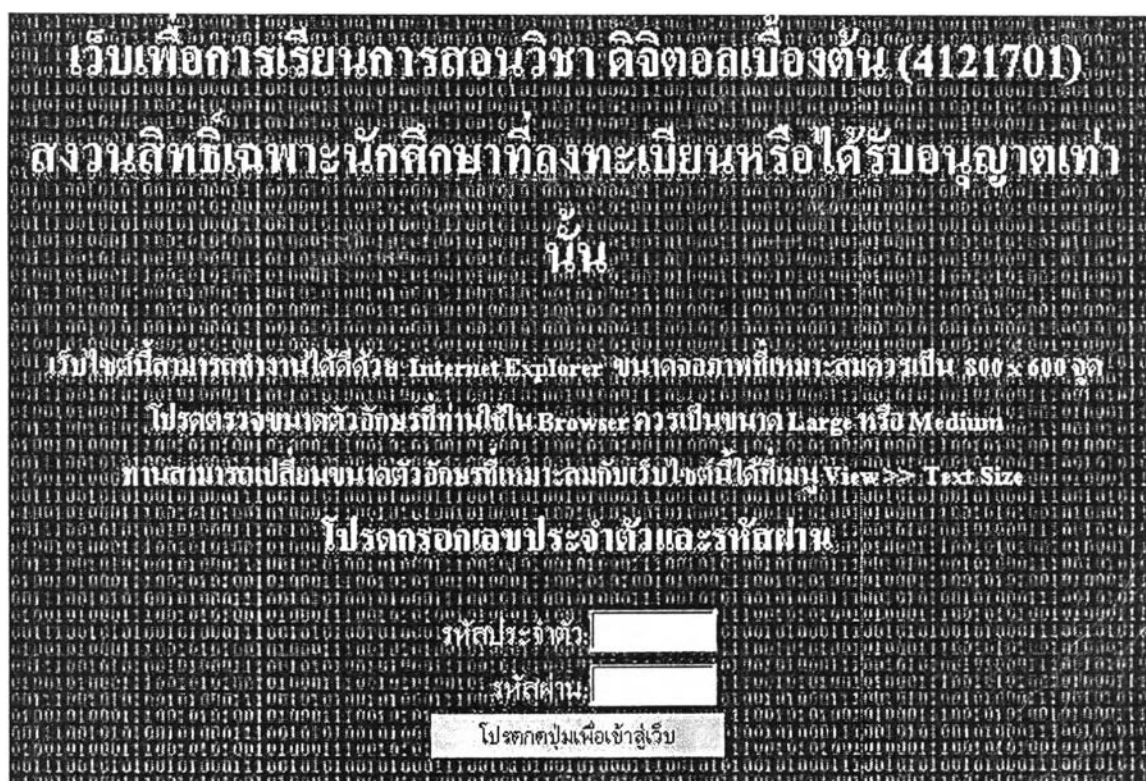 เว็บเพื่อการเรียนการสอนวิชา ดิจิตอลเบื้องต้น (4121701)
สงวนสิทธิ์เฉพาะนักศึกษาที่ลงทะเบียนหรือได้รับอนุญาตเท่า
นั้น
เว็บไซต์นี้สามารถทำงานได้ดีด้วย Internet Explorer ขนาดจอภาพที่เหมาะสมควรเป็น 800 x 600 จุด
โปรดตรวจขนาดตัวอักษรที่ท่านใช้ใน Browser ควรเป็นขนาด Large หรือ Medium
ท่านสามารถเปลี่ยนขนาดตัวอักษรที่เหมาะสมกับเว็บไซต์นี้ได้ที่เมนู View >> Text Size
โปรดกรอกเลขประจำตัวและรหัสผ่าน
รหัสประจำตัว:
รหัสผ่าน:
โปรดกดปุ่มเพื่อเข้าสู่เว็บ